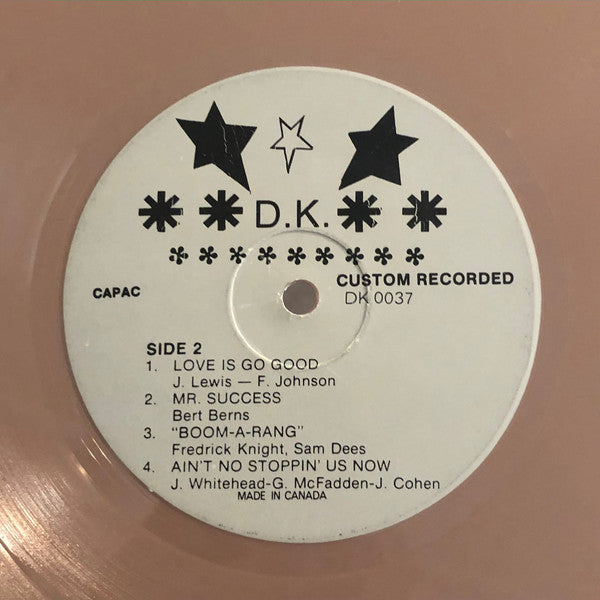 ** D.K. **
*********
CAPAC
CUSTOM RECORDED
DK 0037
SIDE 2
1. LOVE IS GO GOOD
J. Lewis — F. Johnson
2. MR. SUCCESS
Bert Berns
3. “BOOM-A-RANG”
Fredrick Knight, Sam Dees
4. AIN'T NO STOPPIN' US NOW
J. Whitehead-G. McFadden-J. Cohen
MADE IN CANADA